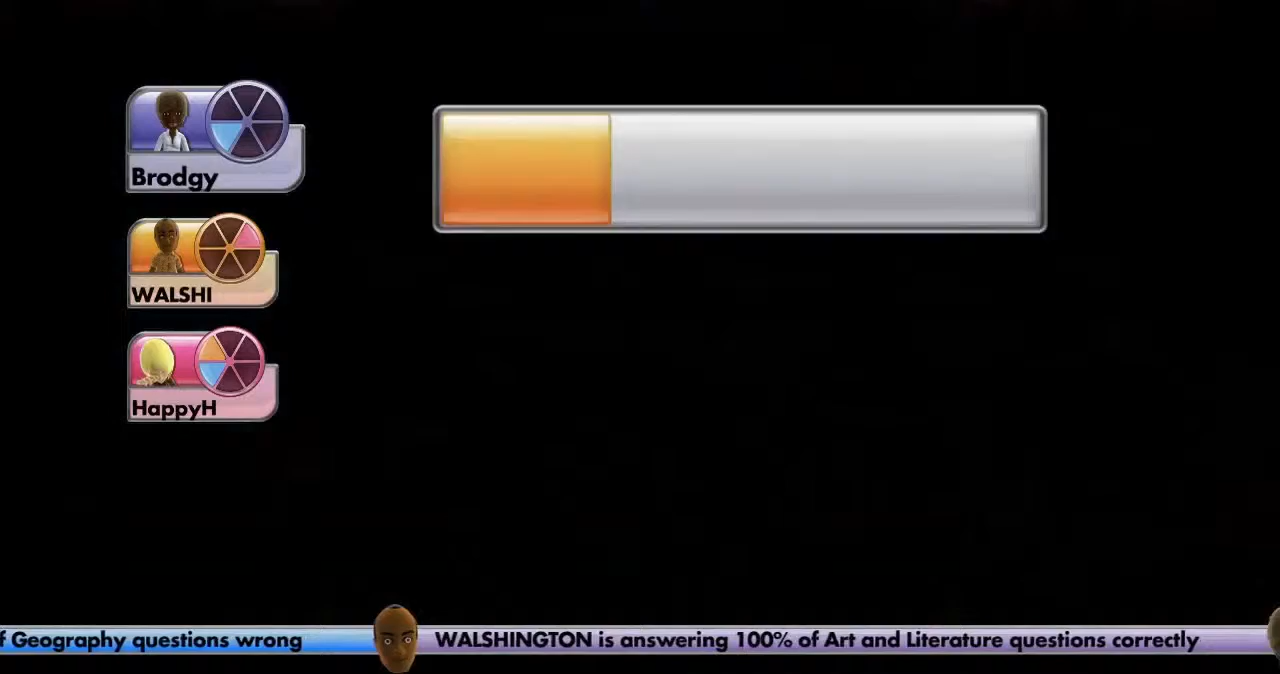 Brodgy
WALSHI
HappyH
f Geography questions wrong
WALSHINGTON is answering 100% of Art and Literature questions correctly